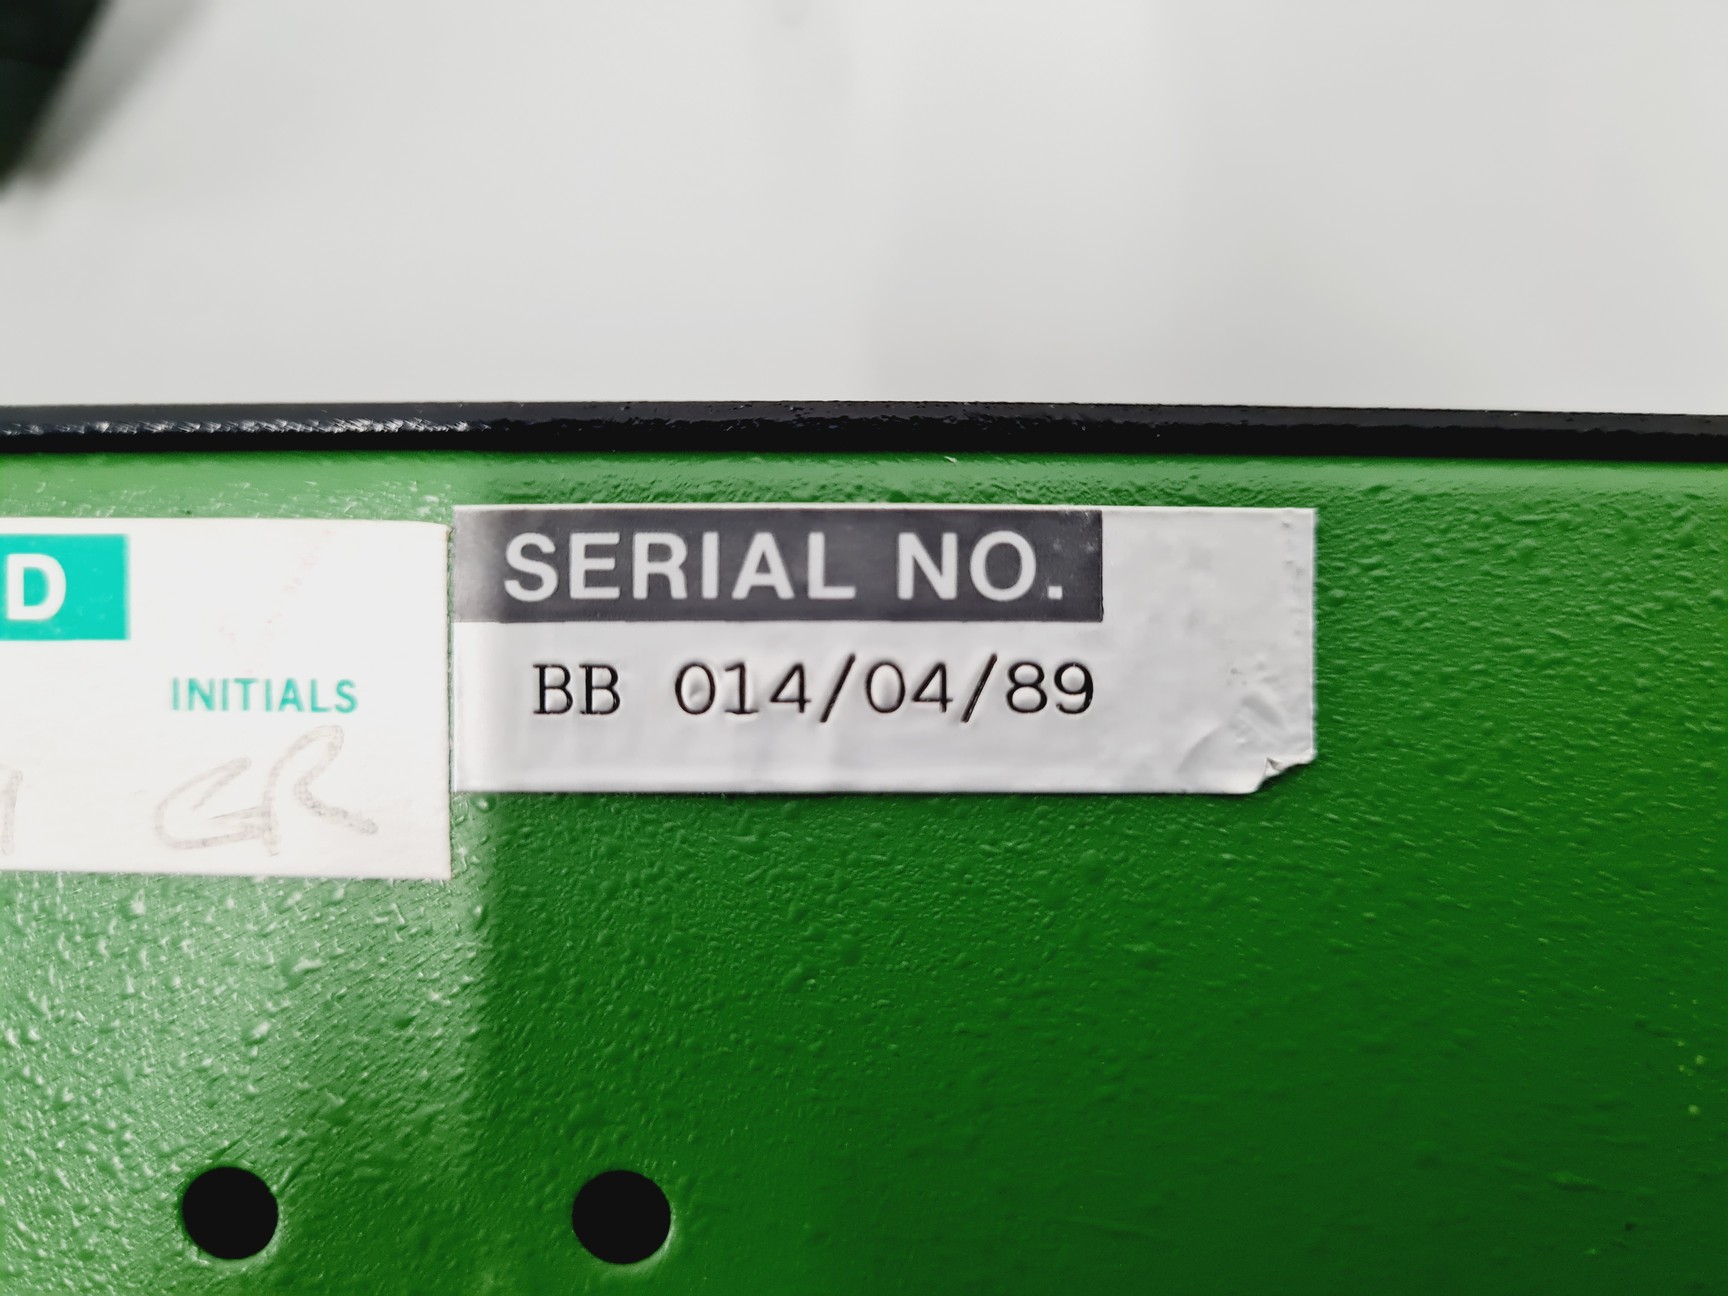 D
INITIALS
GR
SERIAL NO.
BB 014/04/89